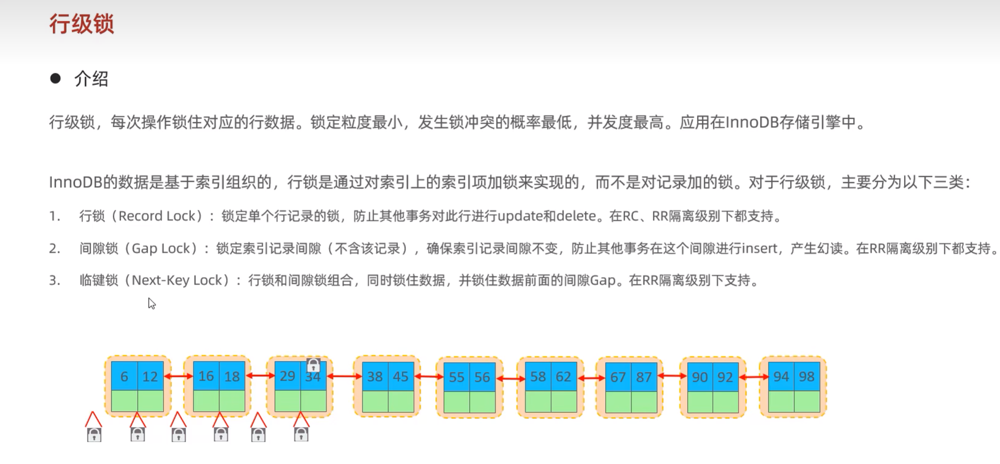 行级锁
● 介绍
行级锁，每次操作锁住对应的行数据。锁定粒度最小，发生锁冲突的概率最低，并发度最高。应用在InnoDB存储引擎中。
InnoDB的数据是基于索引组织的，行锁是通过对索引上的索引项加锁来实现的，而不是对记录加的锁。对于行级锁，主要分为以下三类：
1. 行锁（Record Lock）：锁定单个行记录的锁，防止其他事务对此行进行update和delete。在RC、RR隔离级别下都支持。
2. 间隙锁（Gap Lock）：锁定索引记录间隙（不含该记录），确保索引记录间隙不变，防止其他事务在这个间隙进行insert，产生幻读。在RR隔离级别下都支持。
3. 临键锁（Next-Key Lock）：行锁和间隙锁组合，同时锁住数据，并锁住数据前面的间隙Gap。在RR隔离级别下支持。
6 12 16 18 29 34 38 45 55 56 58 62 67 87 90 92 94 98